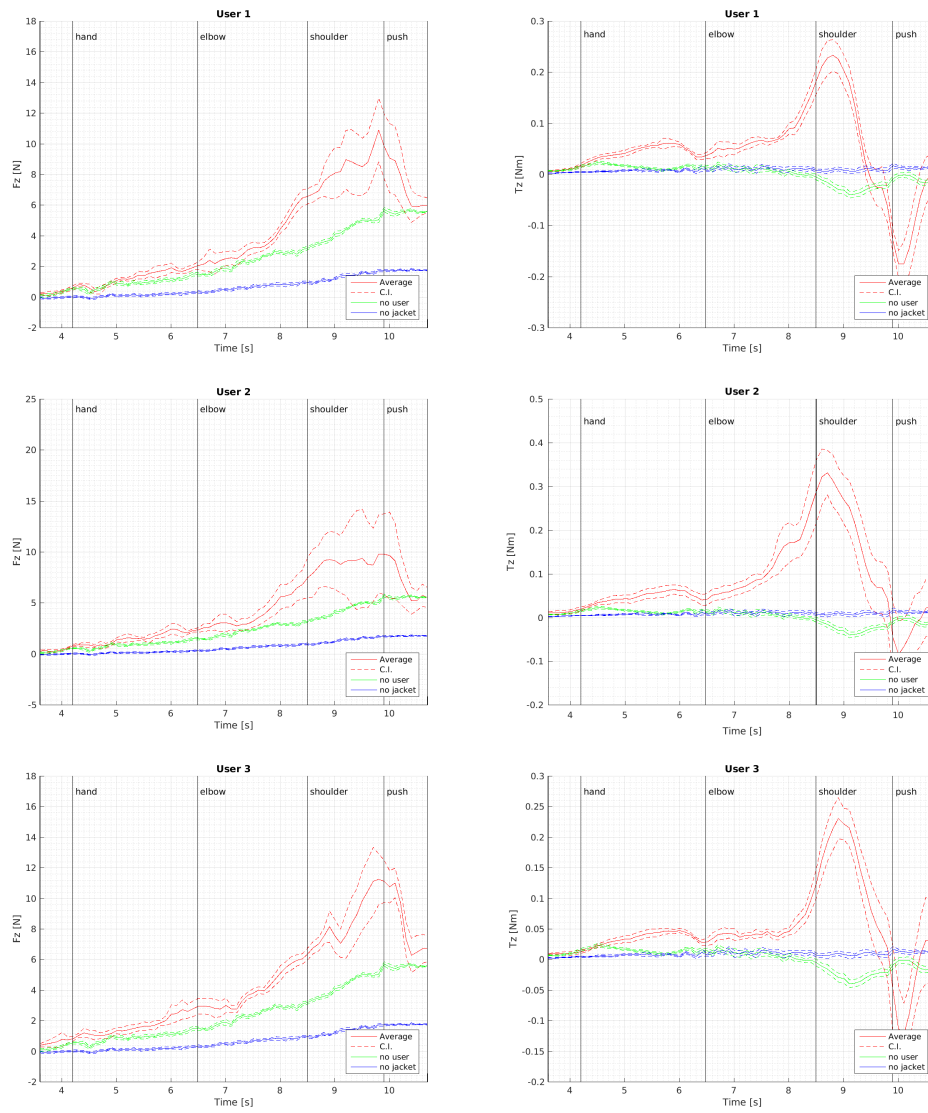 User 1
18
16
14
12
10
8
6
4
2
0
-2
Fz [N]
hand
elbow
shoulder
push
Average
C.I.
no user
no jacket
4
5
6
7
8
9
10
Time [s]
User 1
0.3
0.2
0.1
0
-0.1
-0.2
-0.3
Tz [Nm]
hand
elbow
shoulder
push
Average
C.I.
no user
no jacket
4
5
6
7
8
9
10
Time [s]
User 2
25
20
15
10
5
0
-5
Fz [N]
hand
elbow
shoulder
push
Average
C.I.
no user
no jacket
4
5
6
7
8
9
10
Time [s]
User 2
0.5
0.4
0.3
0.2
0.1
0
-0.1
-0.2
Tz [Nm]
hand
elbow
shoulder
push
Average
C.I.
no user
no jacket
4
5
6
7
8
9
10
Time [s]
User 3
18
16
14
12
10
8
6
4
2
0
-2
Fz [N]
hand
elbow
shoulder
push
Average
C.I.
no user
no jacket
4
5
6
7
8
9
10
Time [s]
User 3
0.3
0.25
0.2
0.15
0.1
0.05
0
-0.05
-0.1
-0.15
-0.2
Tz [Nm]
hand
elbow
shoulder
push
Average
C.I.
no user
no jacket
4
5
6
7
8
9
10
Time [s]